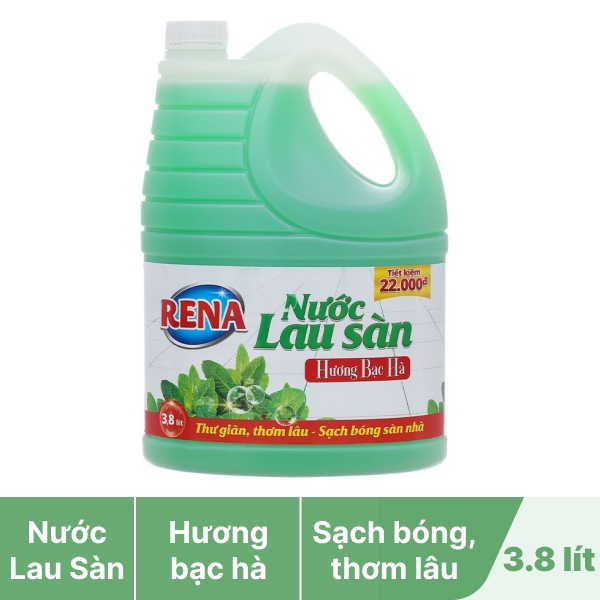 Tiết kiệm
22.000đ
RENA
Nước
Lau sàn
Hương Bạc Hà
3,8 lít
Thư giãn, thơm lâu - Sạch bóng sàn nhà
Nước
Lau Sàn
Hương
bạc hà
Sạch bóng,
thơm lâu
3.8 lít